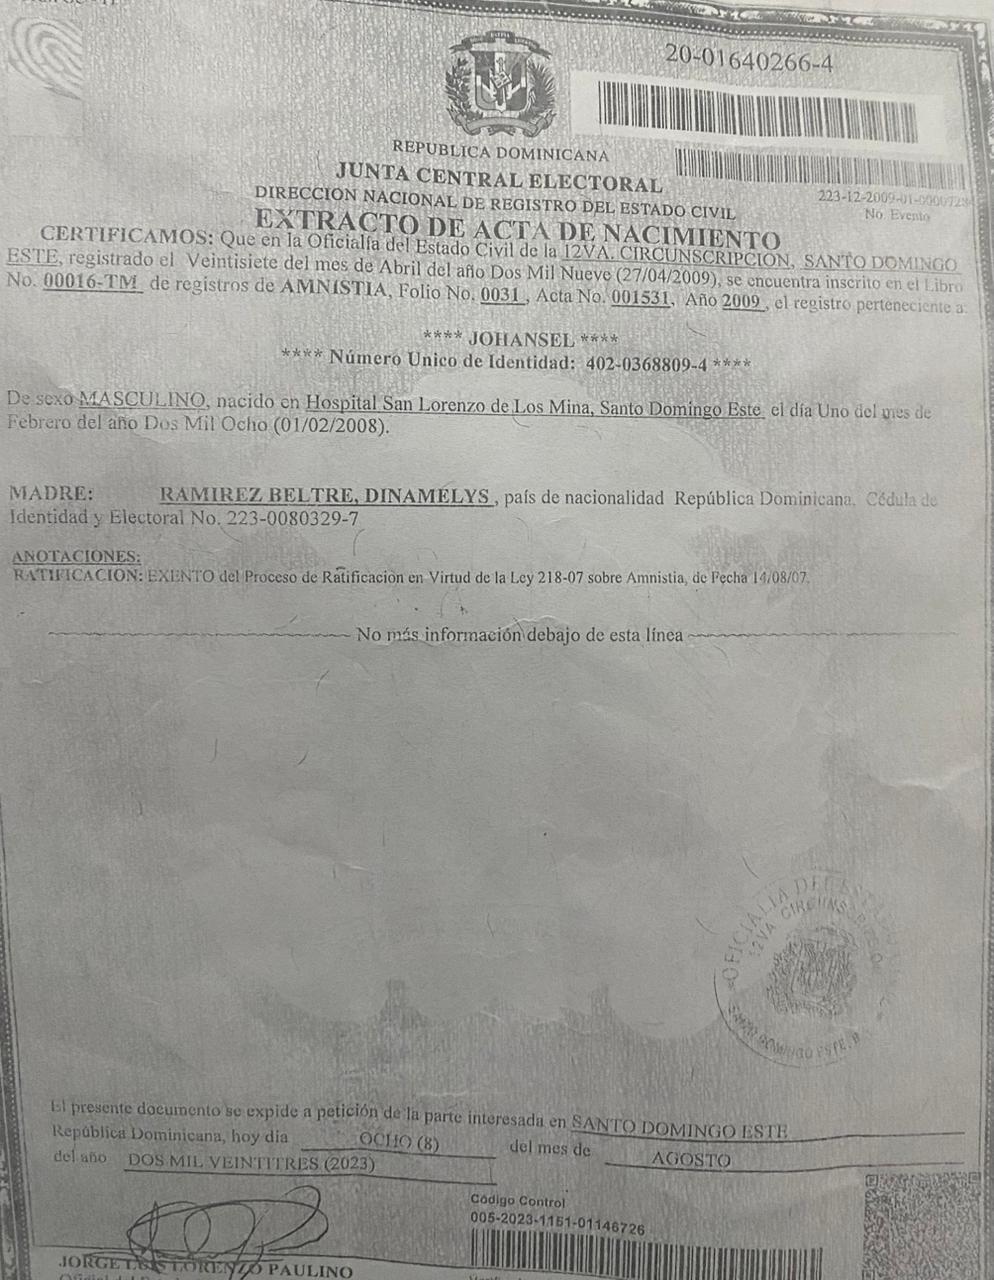 20-01640266-4
REPUBLICA DOMINICANA
JUNTA CENTRAL ELECTORAL
DIRECCION NACIONAL DE REGISTRO DEL ESTADO CIVIL
223-12-2009-01-
No. Evento
EXTRACTO DE ACTA DE NACIMIENTO
CERTIFICAMOS: Que en la Oficialía del Estado Civil de la 12VA. CIRCUNSCRIPCION, SANTO DOMINGO
ESTE, registrado el Veintisiete del mes de Abril del año Dos Mil Nueve (27/04/2009), se encuentra inscrito en el Libro
No. 00016-TM de registros de AMNISTIA, Folio No. 0031, Acta No. 001531, Año 2009, el registro perteneciente a:
**** JOHANSEL ****
**** Número Unico de Identidad: 402-0368809-4 ****
De sexo MASCULINO, nacido en Hospital San Lorenzo de Los Mina, Santo Domingo Este el día Uno del mes de
Febrero del año Dos Mil Ocho (01/02/2008).
MADRE: RAMIREZ BELTRE, DINAMELYS, país de nacionalidad República Dominicana, Cédula de
Identidad y Electoral No. 223-0080329-7
ANOTACIONES:
RATIFICACION: EXENTO del Proceso de Ratificacion en Virtud de la Ley 218-07 sobre Amnistia, de Fecha 14/08/07.
No más información debajo de esta línea
OFICIALIA DEL
12VA CIRCUNS
SANTO DOMINGO ESTE, R
El presente documento se expide a petición de la parte interesada en SANTO DOMINGO ESTE
República Dominicana, hoy día OCHO (8) del mes de AGOSTO
del año DOS MIL VEINTITRES (2023)
Código Control
005-2023-1151-01146726
JORGE LUIS LORENZO PAULINO